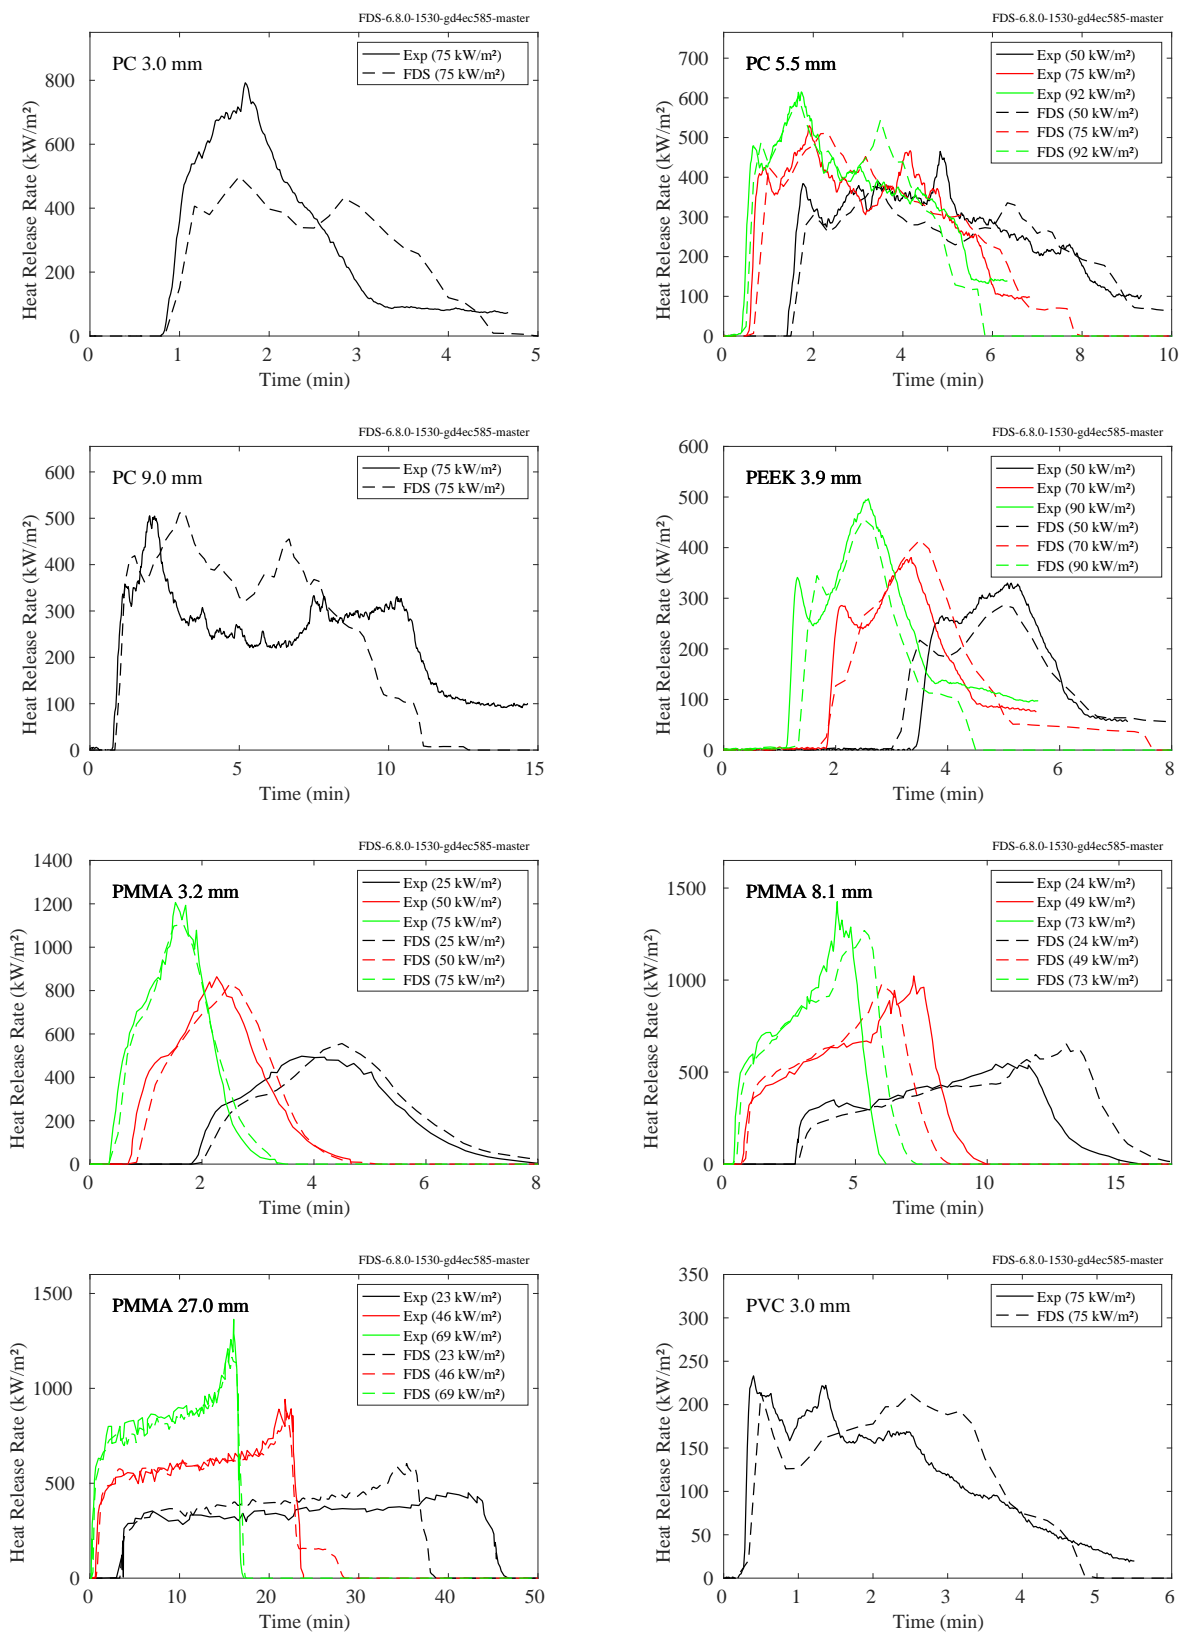 FDS-6.8.0-1530-gd4ec585-master
PC 3.0 mm
Exp (75 kW/m²)
FDS (75 kW/m²)
Heat Release Rate (kW/m²)
800
600
400
200
0
0 1 2 3 4 5
Time (min)
FDS-6.8.0-1530-gd4ec585-master
PC 5.5 mm
Exp (50 kW/m²)
Exp (75 kW/m²)
Exp (92 kW/m²)
FDS (50 kW/m²)
FDS (75 kW/m²)
FDS (92 kW/m²)
Heat Release Rate (kW/m²)
700
600
500
400
300
200
100
0
0 2 4 6 8 10
Time (min)
FDS-6.8.0-1530-gd4ec585-master
PC 9.0 mm
Exp (75 kW/m²)
FDS (75 kW/m²)
Heat Release Rate (kW/m²)
600
500
400
300
200
100
0
0 5 10 15
Time (min)
FDS-6.8.0-1530-gd4ec585-master
PEEK 3.9 mm
Exp (50 kW/m²)
Exp (70 kW/m²)
Exp (90 kW/m²)
FDS (50 kW/m²)
FDS (70 kW/m²)
FDS (90 kW/m²)
Heat Release Rate (kW/m²)
600
500
400
300
200
100
0
0 2 4 6 8
Time (min)
FDS-6.8.0-1530-gd4ec585-master
PMMA 3.2 mm
Exp (25 kW/m²)
Exp (50 kW/m²)
Exp (75 kW/m²)
FDS (25 kW/m²)
FDS (50 kW/m²)
FDS (75 kW/m²)
Heat Release Rate (kW/m²)
1400
1200
1000
800
600
400
200
0
0 2 4 6 8
Time (min)
FDS-6.8.0-1530-gd4ec585-master
PMMA 8.1 mm
Exp (24 kW/m²)
Exp (49 kW/m²)
Exp (73 kW/m²)
FDS (24 kW/m²)
FDS (49 kW/m²)
FDS (73 kW/m²)
Heat Release Rate (kW/m²)
1500
1000
500
0
0 5 10 15
Time (min)
FDS-6.8.0-1530-gd4ec585-master
PMMA 27.0 mm
Exp (23 kW/m²)
Exp (46 kW/m²)
Exp (69 kW/m²)
FDS (23 kW/m²)
FDS (46 kW/m²)
FDS (69 kW/m²)
Heat Release Rate (kW/m²)
1500
1000
500
0
0 10 20 30 40 50
Time (min)
FDS-6.8.0-1530-gd4ec585-master
PVC 3.0 mm
Exp (75 kW/m²)
FDS (75 kW/m²)
Heat Release Rate (kW/m²)
350
300
250
200
150
100
50
0
0 1 2 3 4 5 6
Time (min)